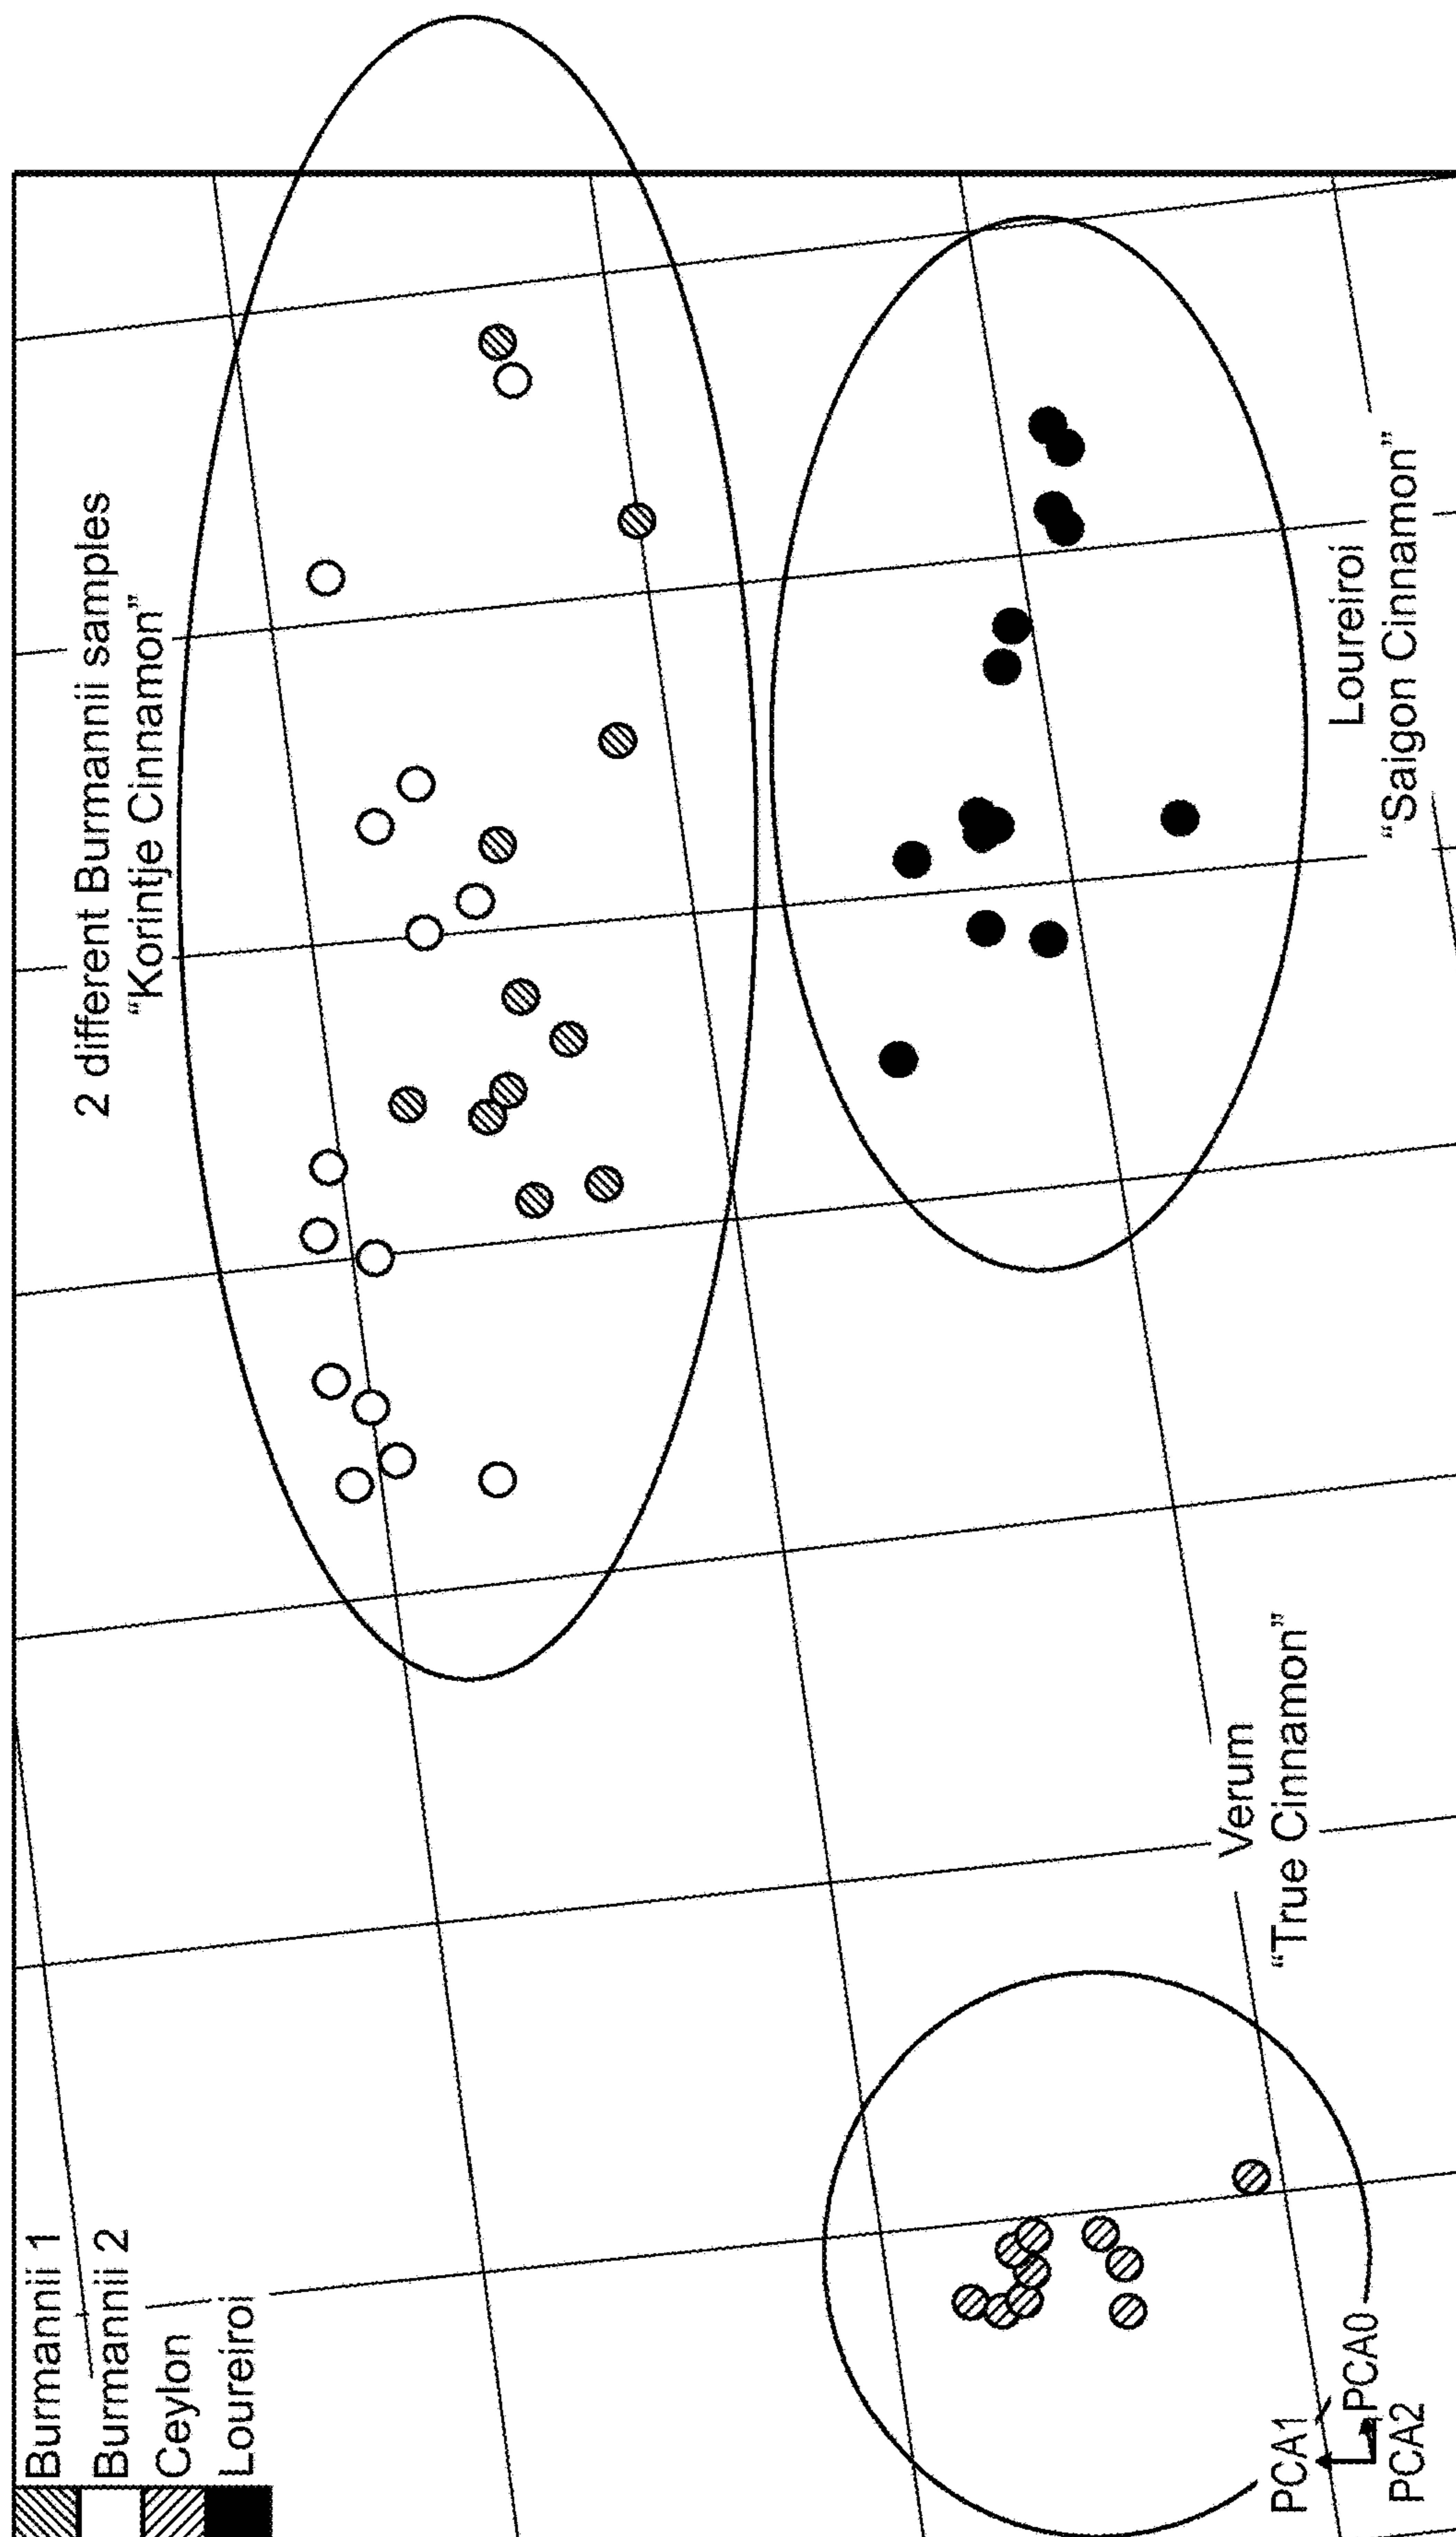 Burmannii 1
Burmannii 2
Ceylon
Loureiroi
2 different Burmannii samples
“Korintje Cinnamon”
Verum
“True Cinnamon”
Loureiroi
“Saigon Cinnamon”
PCA1
PCA0
PCA2